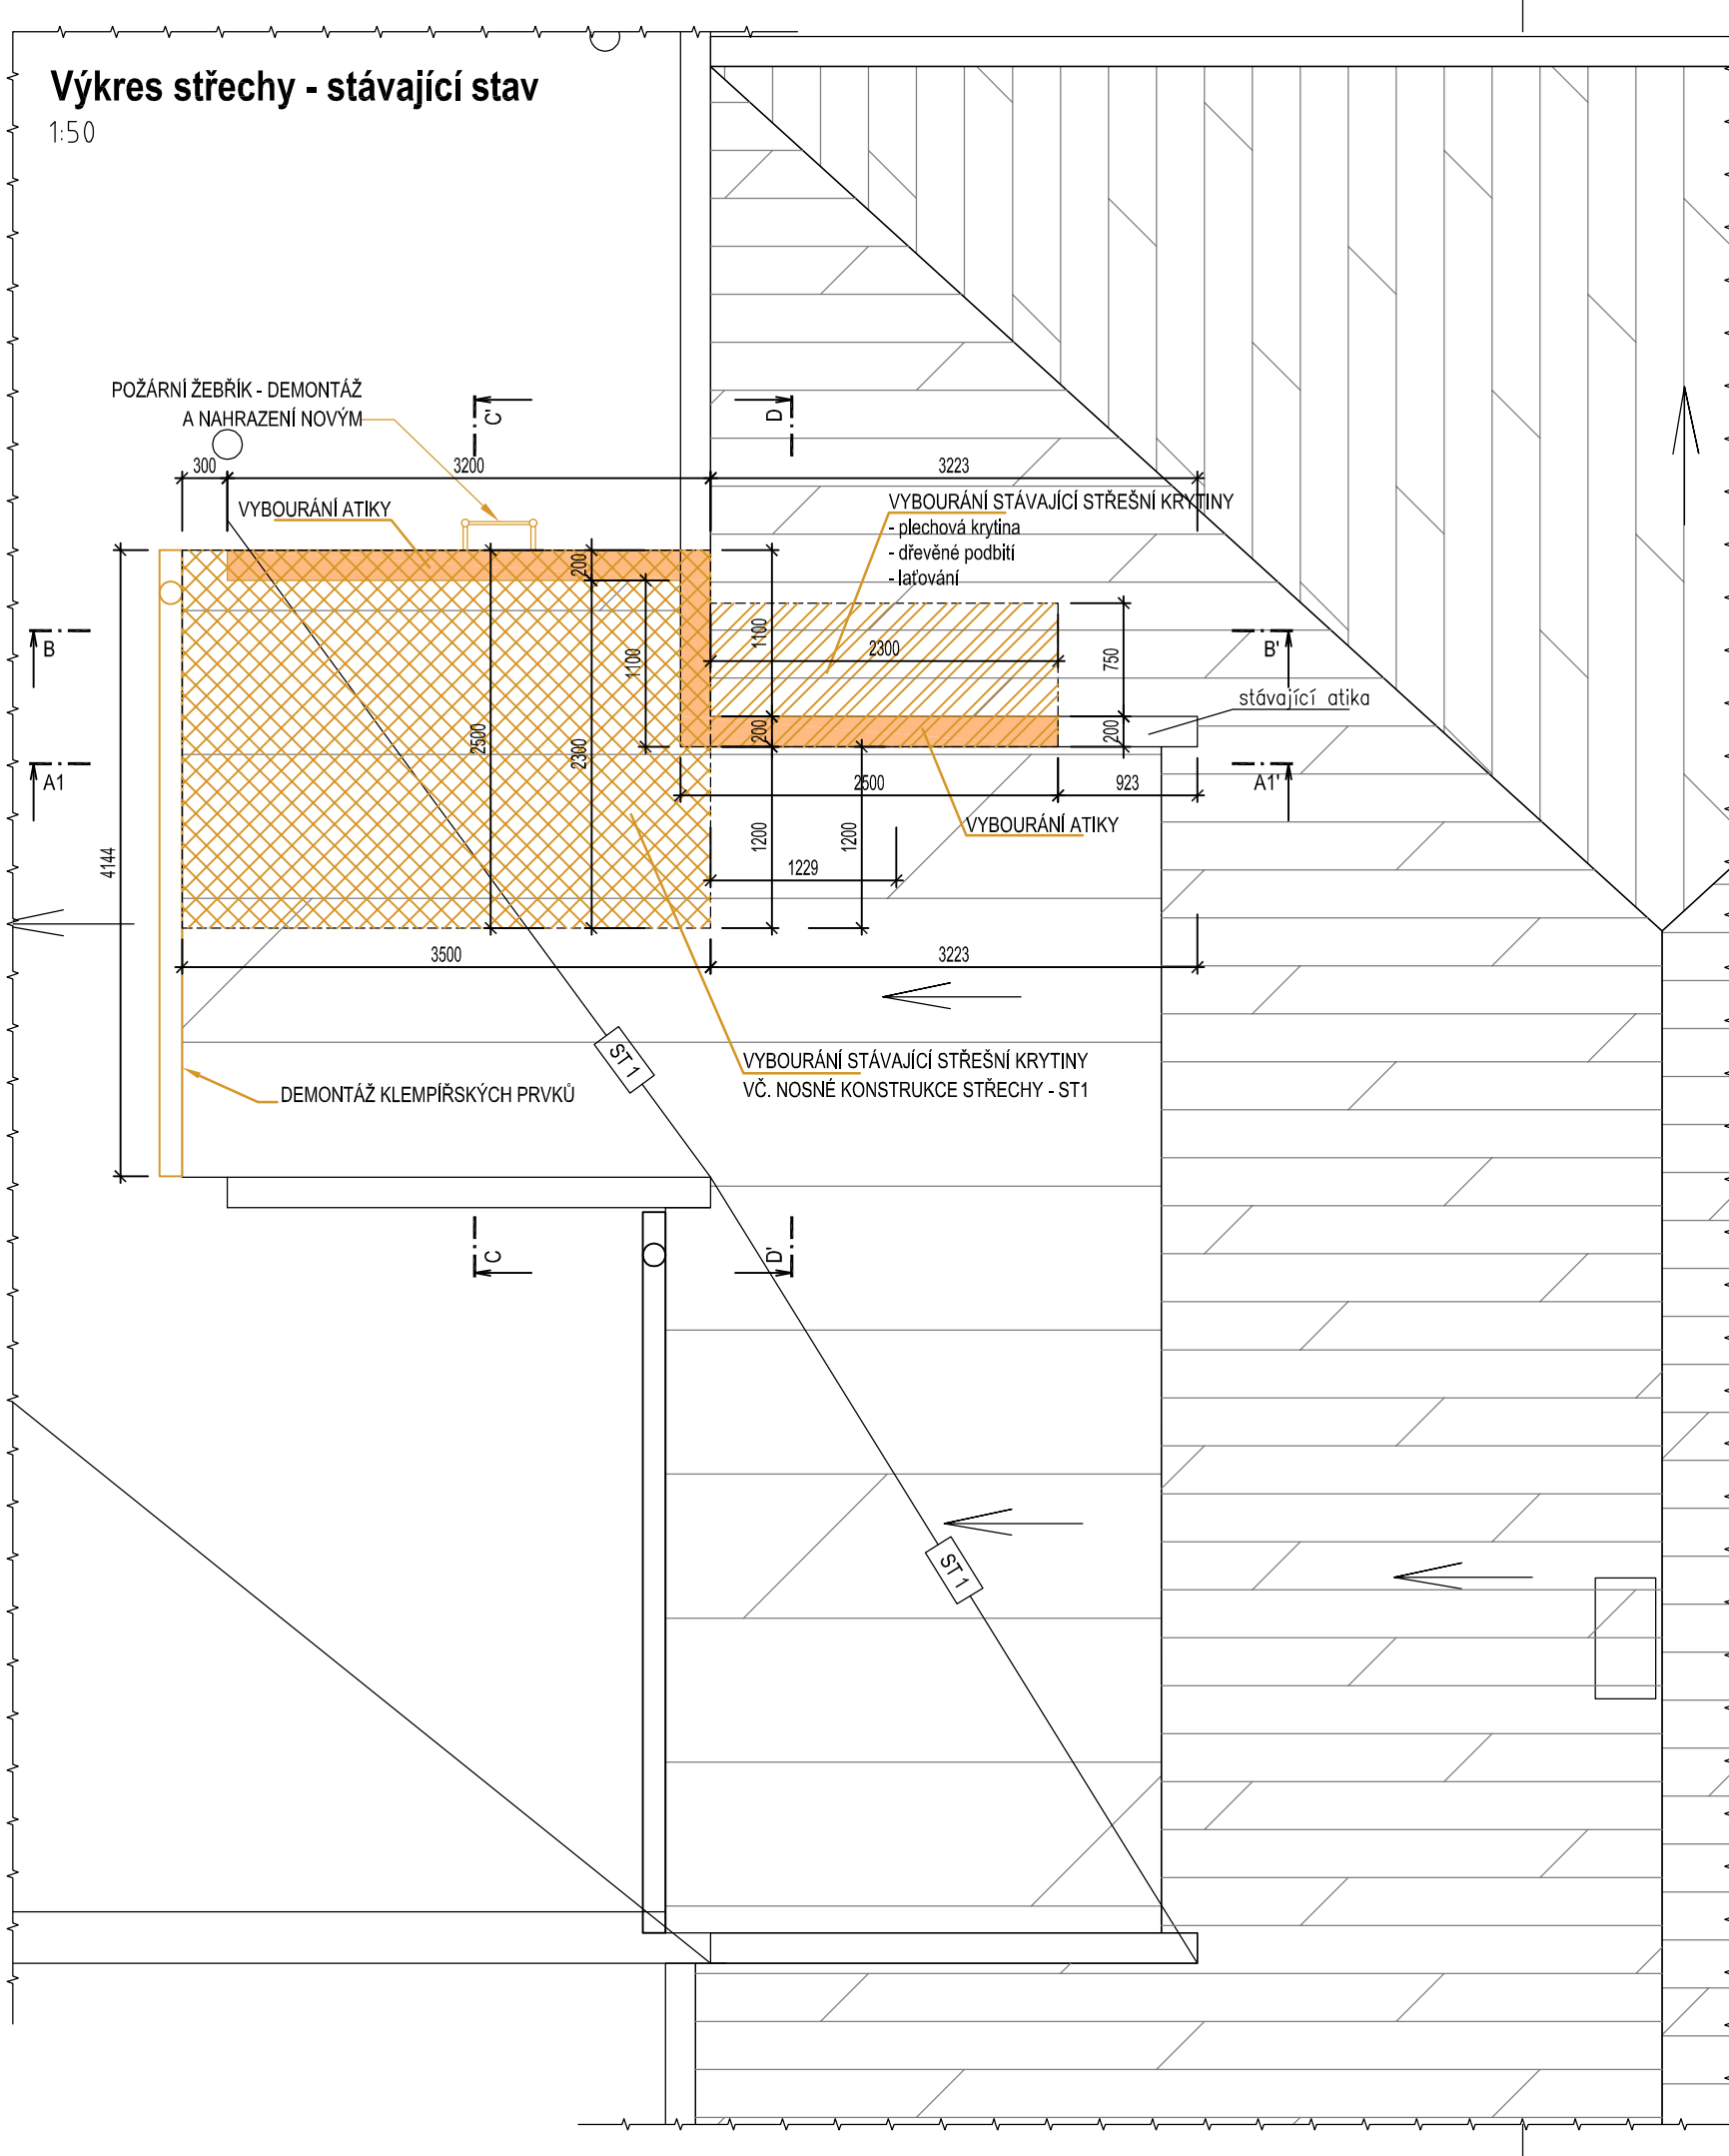 Výkres střechy - stávající stav
1:50
POŽÁRNÍ ŽEBŘÍK - DEMONTÁŽ
A NAHRAZENÍ NOVÝM
C'
D
300
3200
3223
VYBOURÁNÍ ATIKY
VYBOURÁNÍ STÁVAJÍCÍ STŘEŠNÍ KRYTINY
- plechová krytina
- dřevěné podbití
- laťování
200
1100
1100
2300
750
B
B'
stávající atika
2500
2300
200
200
A1
A1'
2500
923
VYBOURÁNÍ ATIKY
1200
1200
4144
1229
3500
3223
ST 1
VYBOURÁNÍ STÁVAJÍCÍ STŘEŠNÍ KRYTINY
VČ. NOSNÉ KONSTRUKCE STŘECHY - ST1
DEMONTÁŽ KLEMPÍŘSKÝCH PRVKŮ
C
D'
ST 1